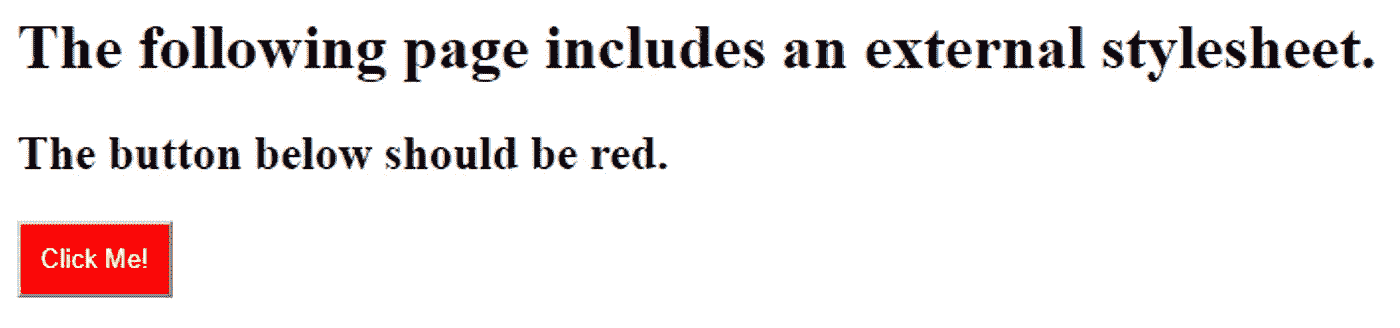 The following page includes an external stylesheet.
The button below should be red.
Click Me!